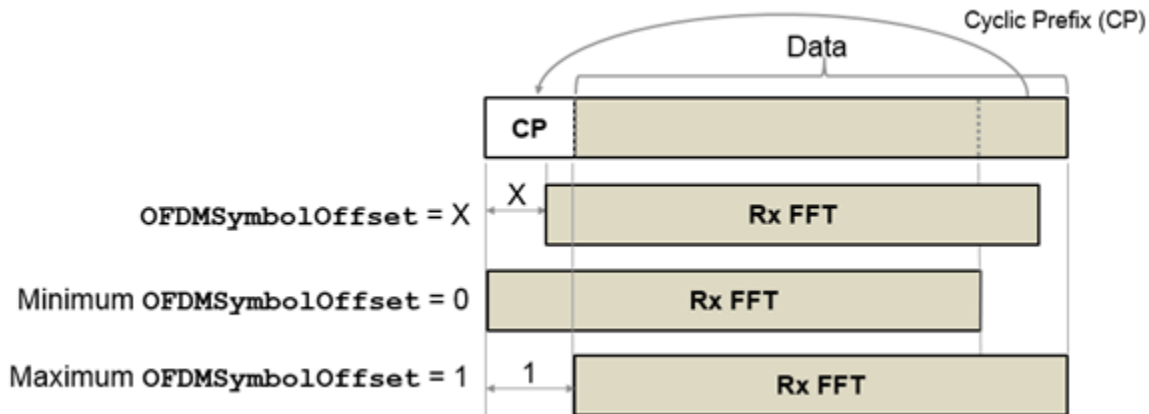 Cyclic Prefix (CP)
Data
CP
X
OFDMSymbolOffset = X
Rx FFT
Minimum OFDMSymbolOffset = 0
Rx FFT
Maximum OFDMSymbolOffset = 1
1
Rx FFT